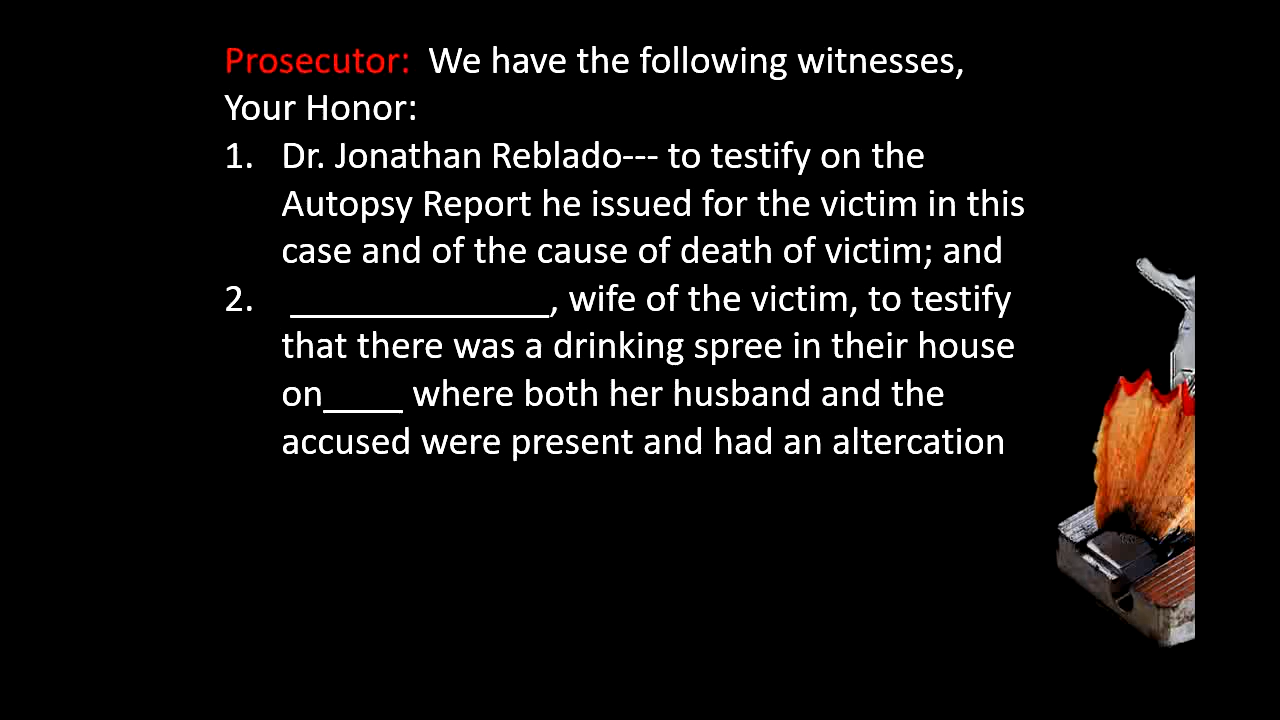 Prosecutor: We have the following witnesses,
Your Honor:
1. Dr. Jonathan Reblado--- to testify on the
Autopsy Report he issued for the victim in this
case and of the cause of death of victim; and
2. ______________, wife of the victim, to testify
that there was a drinking spree in their house
on____ where both her husband and the
accused were present and had an altercation